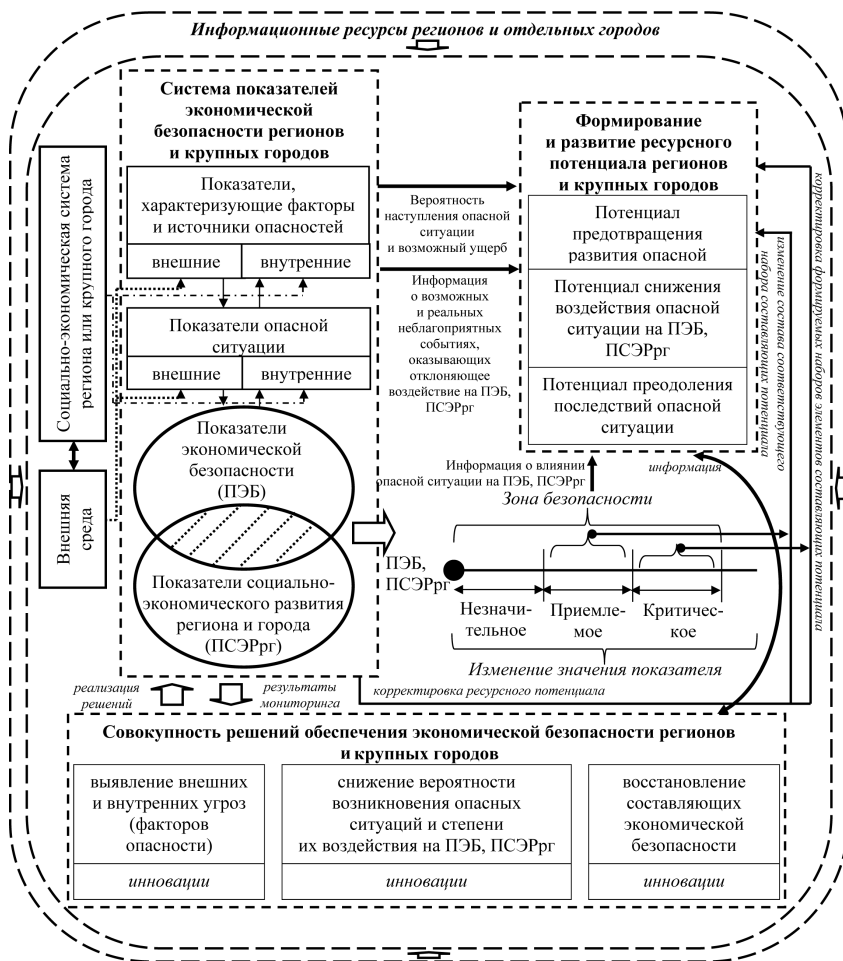 Информационные ресурсы регионов и отдельных городов
Социально-экономическая система
региона или крупного города
Внешняя
среда
Система показателей
экономической
безопасности регионов
и крупных городов
Показатели,
характеризующие факторы
и источники опасностей
внешние
внутренние
Показатели опасной
ситуации
внешние
внутренние
Показатели
экономической
безопасности
(ПЭБ)
Показатели социально-
экономического развития
региона и города
(ПСЭРрг)
Вероятность
наступления опасной
ситуации
и возможный ущерб
Информация
о возможных
и реальных
неблагоприятных
событиях,
оказывающих
отклоняющее
воздействие на ПЭБ,
ПСЭРрг
Формирование
и развитие ресурсного
потенциала регионов
и крупных городов
Потенциал
предотвращения
развития опасной
Потенциал снижения
воздействия опасной
ситуации на ПЭБ,
ПСЭРрг
Потенциал преодоления
последствий опасной
ситуации
изменение состава соответствующего
набора составляющих потенциала
корректировка формируемых наборов элементов составляющих потенциала
Информация о влиянии
опасной ситуации на ПЭБ, ПСЭРрг
информация
Зона безопасности
ПЭБ,
ПСЭРрг
Незначи-
тельное
Приемле-
мое
Критичес-
кое
Изменение значения показателя
реализация
решений
результаты
мониторинга
корректировка ресурсного потенциала
Совокупность решений обеспечения экономической безопасности регионов
и крупных городов
выявление внешних
и внутренних угроз
(факторов
опасности)
инновации
снижение вероятности
возникновения опасных
ситуаций и степени
их воздействия на ПЭБ, ПСЭРрг
инновации
восстановление
составляющих
экономической
безопасности
инновации